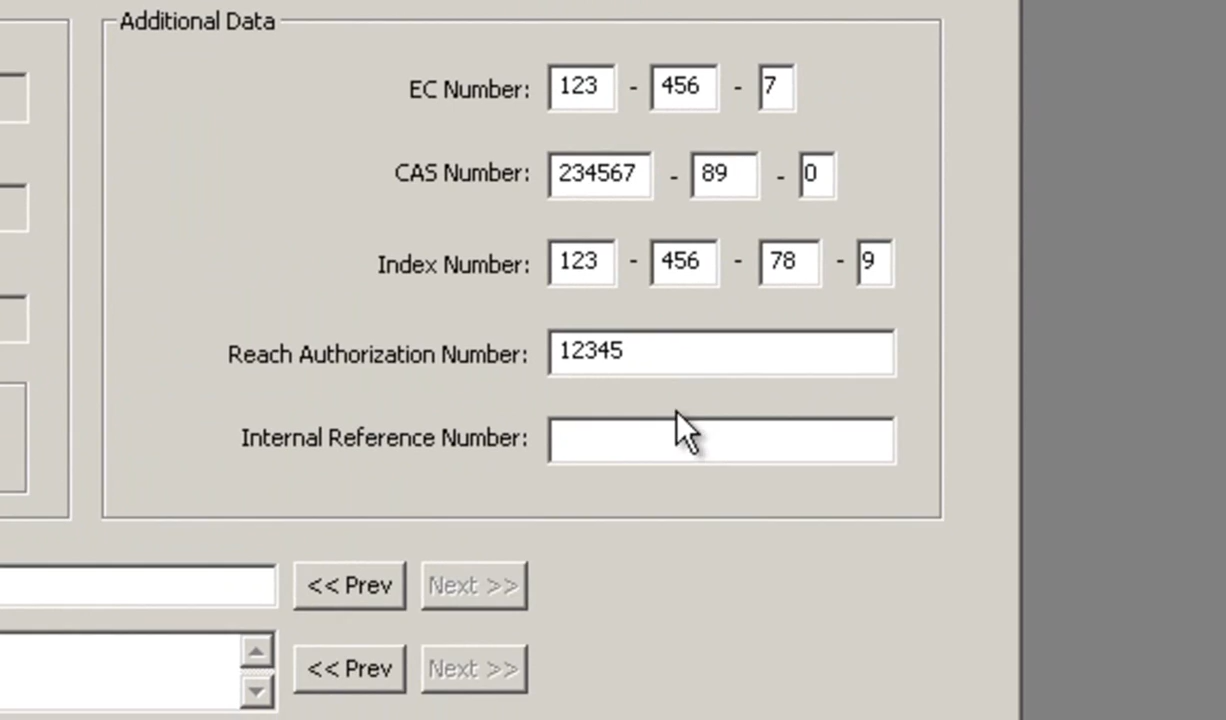 Additional Data
EC Number: 123 - 456 - 7
CAS Number: 234567 - 89 - 0
Index Number: 123 - 456 - 78 - 9
Reach Authorization Number: 12345
Internal Reference Number:
<< Prev Next >>
<< Prev Next >>